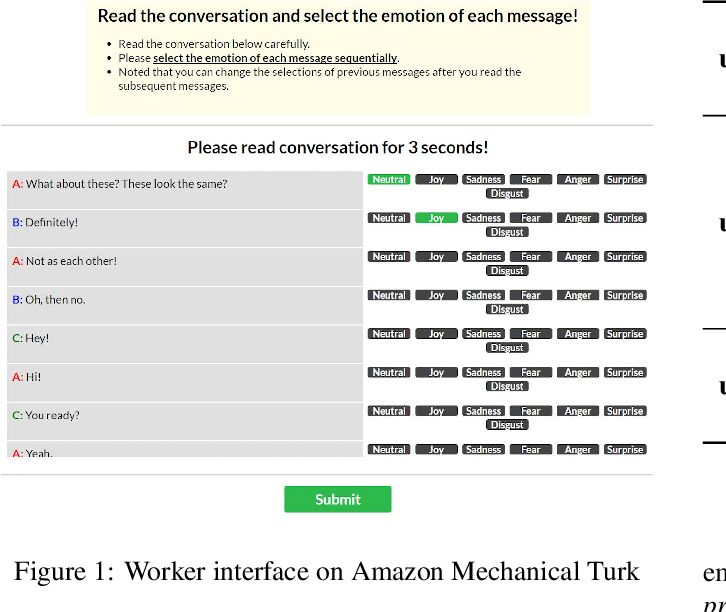 Read the conversation and select the emotion of each message!
• Read the conversation below carefully.
• Please select the emotion of each message sequentially.
• Noted that you can change the selections of previous messages after you read the
subsequent messages.
Please read conversation for 3 seconds!
A: What about these? These look the same?
Neutral Joy Sadness Fear Anger Surprise
Disgust
B: Definitely!
Neutral Joy Sadness Fear Anger Surprise
Disgust
A: Not as each other!
Neutral Joy Sadness Fear Anger Surprise
Disgust
B: Oh, then no.
Neutral Joy Sadness Fear Anger Surprise
Disgust
C: Hey!
Neutral Joy Sadness Fear Anger Surprise
Disgust
A: Hi!
Neutral Joy Sadness Fear Anger Surprise
Disgust
C: You ready?
Neutral Joy Sadness Fear Anger Surprise
Disgust
A: Yeah.
Neutral Joy Sadness Fear Anger Surprise
Submit
Figure 1: Worker interface on Amazon Mechanical Turk